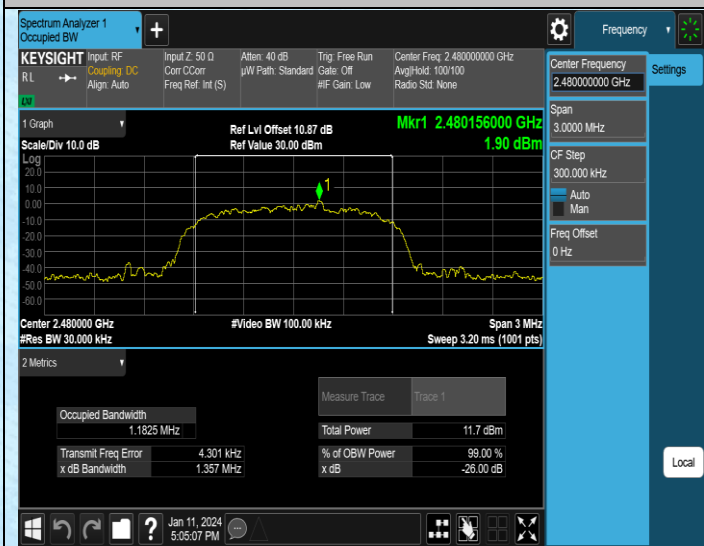 Spectrum Analyzer 1
Occupied BW
Frequency
KEYSIGHT
R L
Input: RF
Coupling: DC
Align: Auto
Input Z: 50 Ω
Corr CCorr
Freq Ref: Int (S)
Atten: 40 dB
µW Path: Standard
Trig: Free Run
Gate: Off
#IF Gain: Low
Center Freq: 2.480000000 GHz
Avg|Hold: 100/100
Radio Std: None
Center Frequency
2.480000000 GHz
Settings
Span
3.0000 MHz
CF Step
300.000 kHz
Auto
Man
Freq Offset
0 Hz
1 Graph
Scale/Div 10.0 dB
Ref Lvl Offset 10.87 dB
Ref Value 30.00 dBm
Mkr1 2.480156000 GHz
1.90 dBm
Log
20.0
10.0
0.00
-10.0
-20.0
-30.0
-40.0
-50.0
-60.0
1
Center 2.480000 GHz
#Res BW 30.000 kHz
#Video BW 100.00 kHz
Span 3 MHz
Sweep 3.20 ms (1001 pts)
2 Metrics
Measure Trace
Trace 1
Occupied Bandwidth
1.1825 MHz
Total Power
11.7 dBm
Transmit Freq Error
4.301 kHz
% of OBW Power
99.00 %
x dB Bandwidth
1.357 MHz
x dB
-26.00 dB
Local
?
Jan 11, 2024
5:05:07 PM